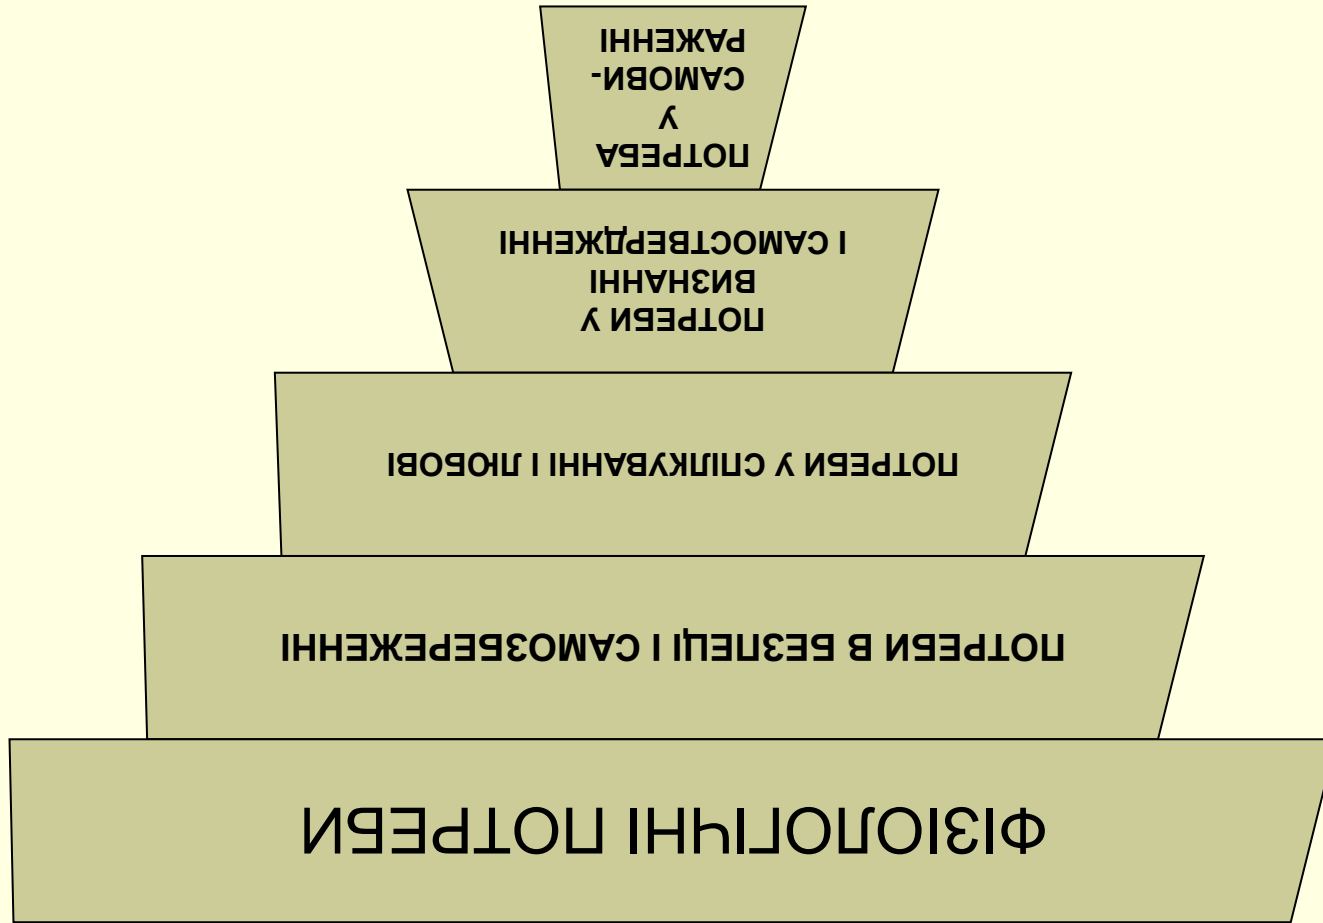 ФІЗІОЛОГІЧНІ ПОТРЕБИ
ПОТРЕБИ В БЕЗПЕЦІ І САМОЗБЕРЕЖЕННІ
ПОТРЕБИ У СПІЛКУВАННІ І ЛЮБОВІ
ПОТРЕБИ У
ВИЗНАННІ
І САМОСТВЕРДЖЕННІ
ПОТРЕБА
У
САМОВИ-
РАЖЕННІ